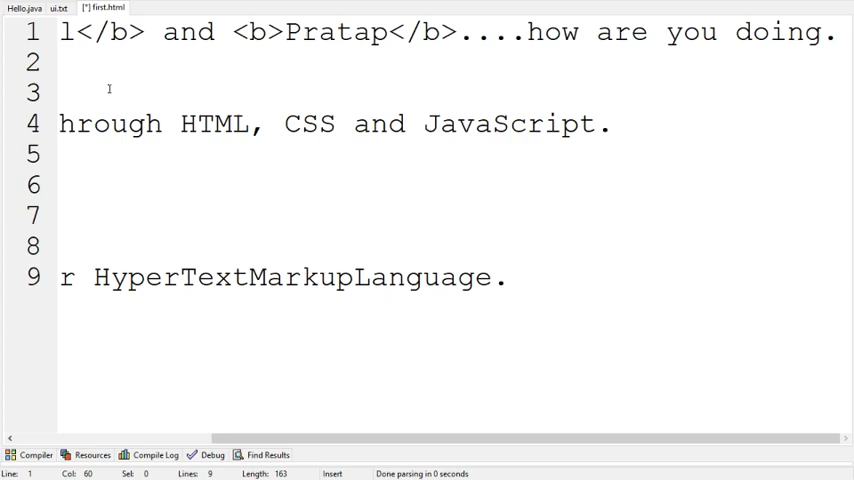 Hello.java ui.txt [*] first.html
1 l</b> and <b>Pratap</b>....how are you doing.
2
3
4 hrough HTML, CSS and JavaScript.
5
6
7
8
9 r HyperTextMarkupLanguage.
Compiler Resources Compile Log Debug Find Results
Line: 1 Col: 60 Sel: 0 Lines: 9 Length: 163 Insert Done parsing in 0 seconds